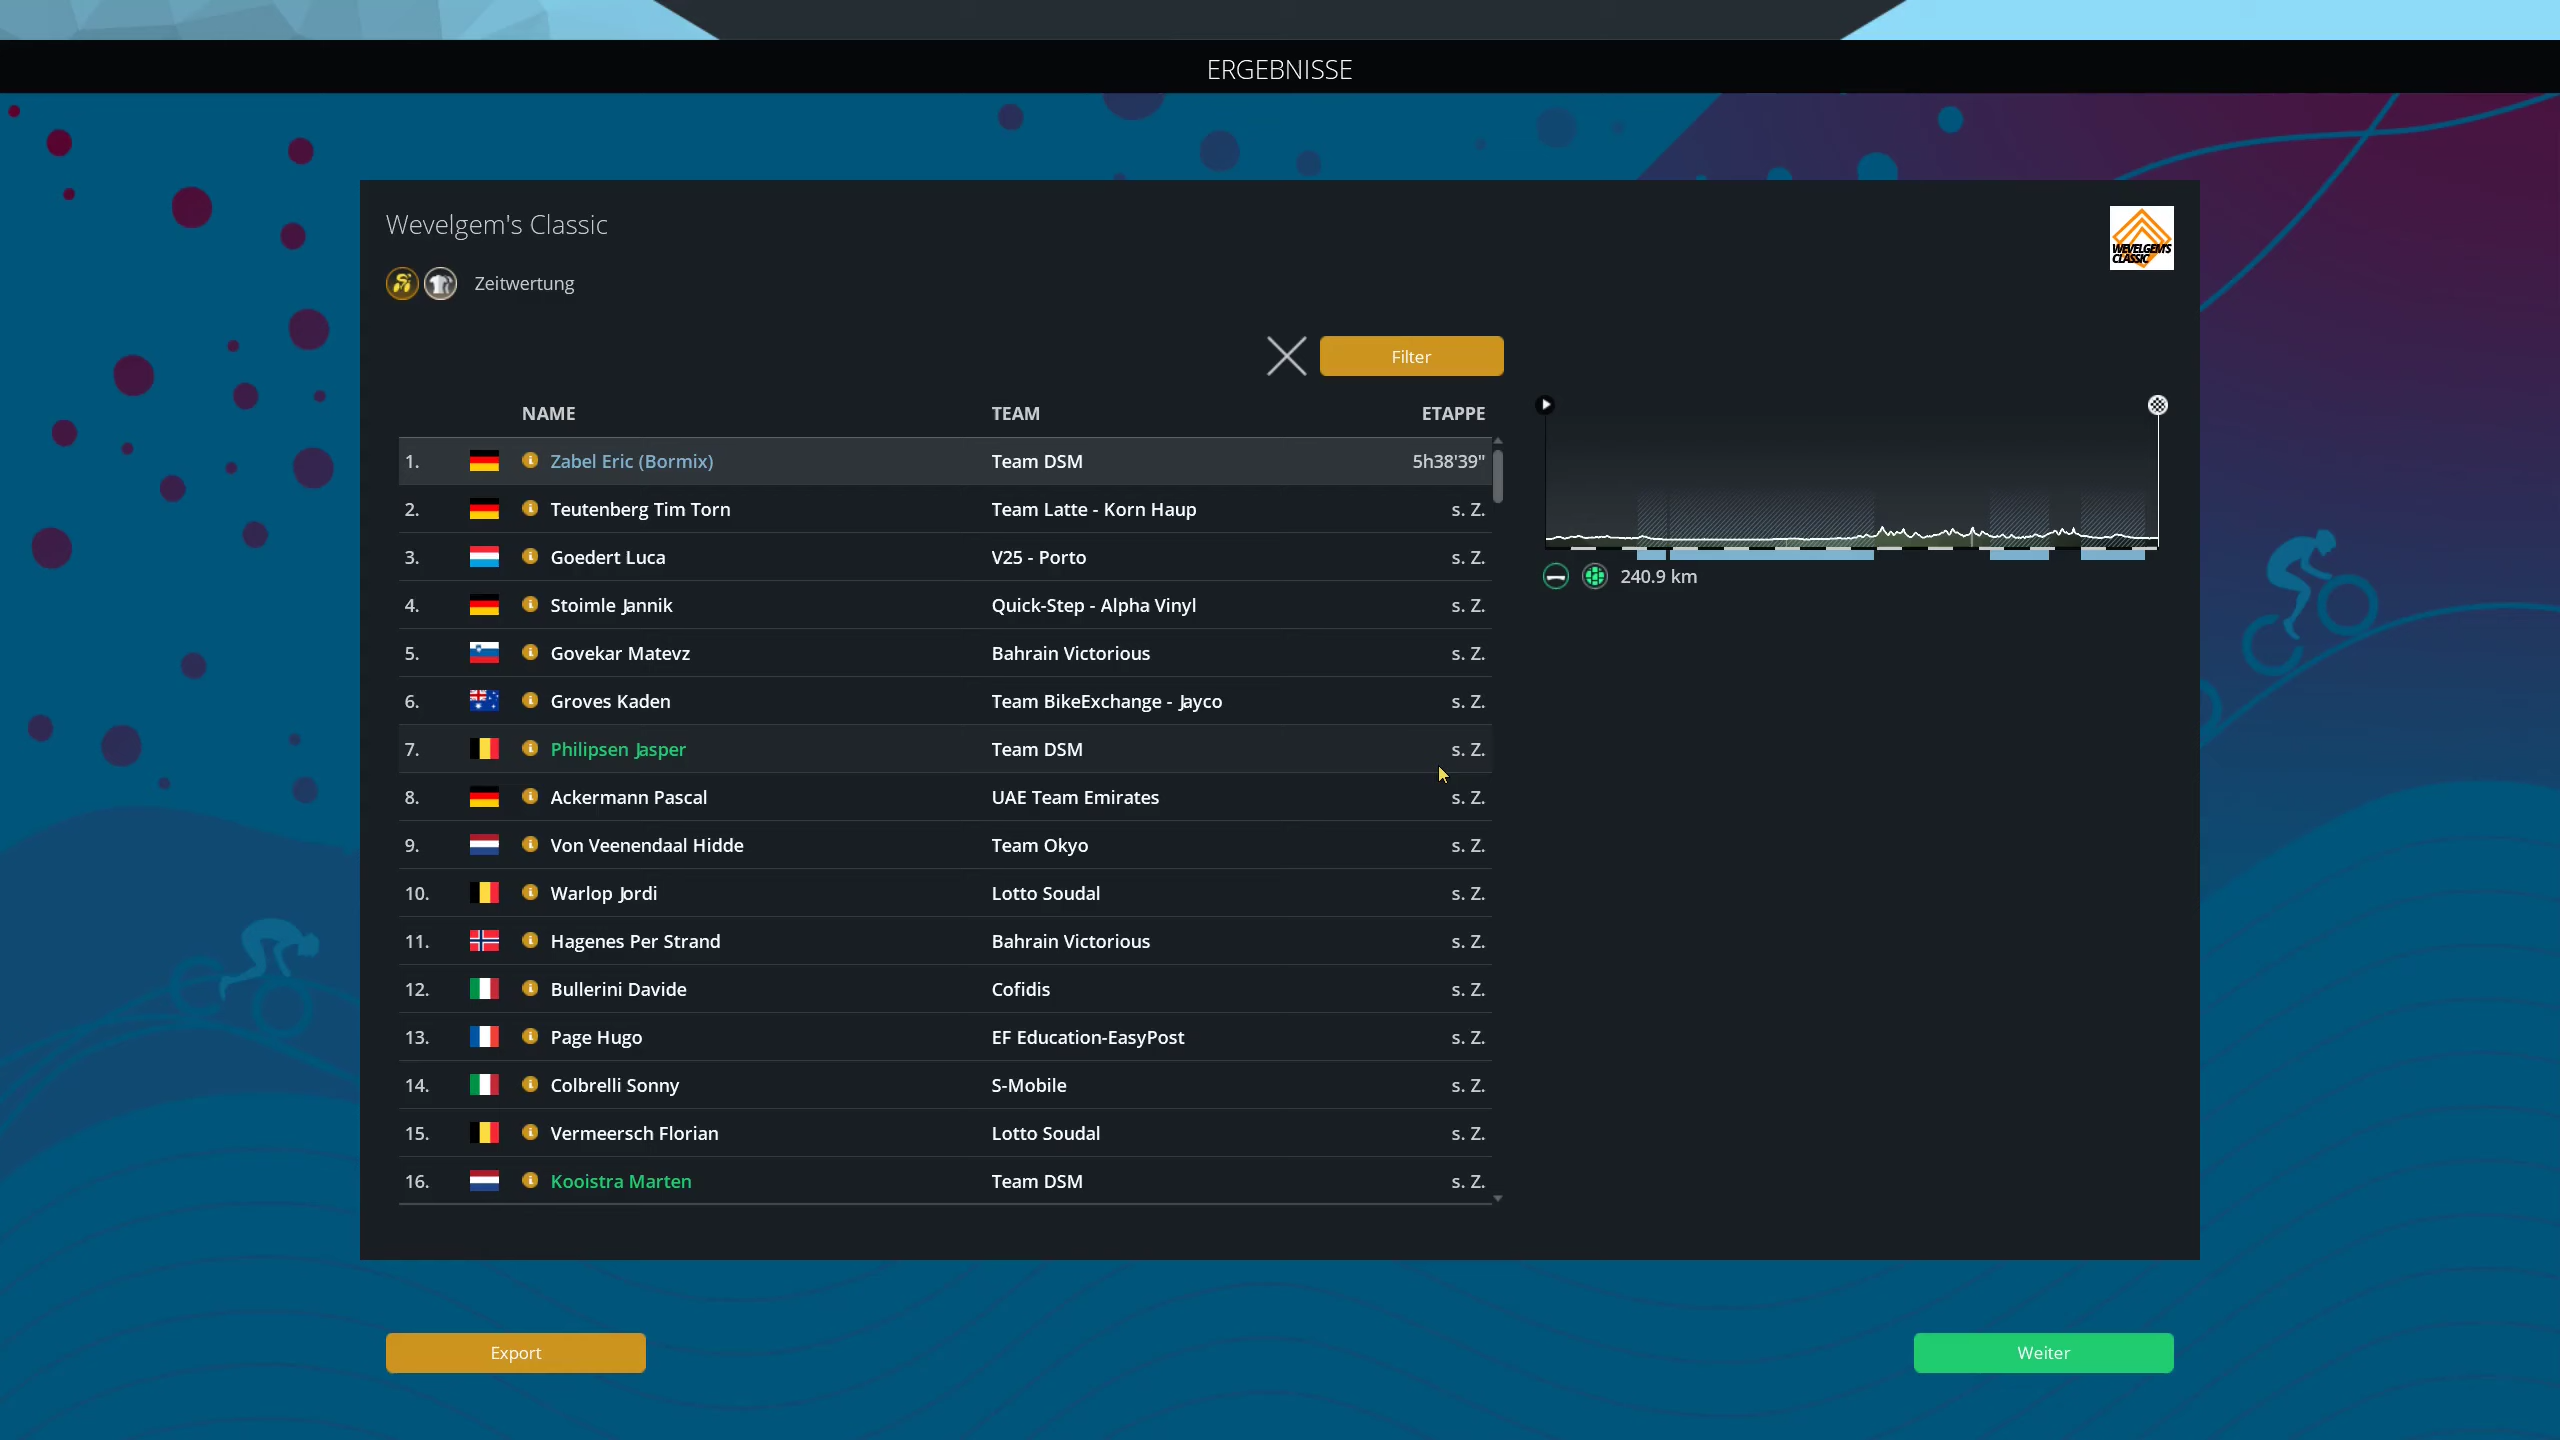 ERGEBNISSE
Wevelgem's Classic
WEVELGEM'S
CLASSIC
Zeitwertung
Filter
NAME TEAM ETAPPE
1. Zabel Eric (Bormix) Team DSM 5h38'39"
2. Teutenberg Tim Torn Team Latte - Korn Haup s. Z.
3. Goedert Luca V25 - Porto s. Z.
4. Stoimle Jannik Quick-Step - Alpha Vinyl s. Z.
5. Govekar Matevz Bahrain Victorious s. Z.
6. Groves Kaden Team BikeExchange - Jayco s. Z.
7. Philipsen Jasper Team DSM s. Z.
8. Ackermann Pascal UAE Team Emirates s. Z.
9. Von Veenendaal Hidde Team Okyo s. Z.
10. Warlop Jordi Lotto Soudal s. Z.
11. Hagenes Per Strand Bahrain Victorious s. Z.
12. Bullerini Davide Cofidis s. Z.
13. Page Hugo EF Education-EasyPost s. Z.
14. Colbrelli Sonny S-Mobile s. Z.
15. Vermeersch Florian Lotto Soudal s. Z.
16. Kooistra Marten Team DSM s. Z.
240.9 km
Export
Weiter